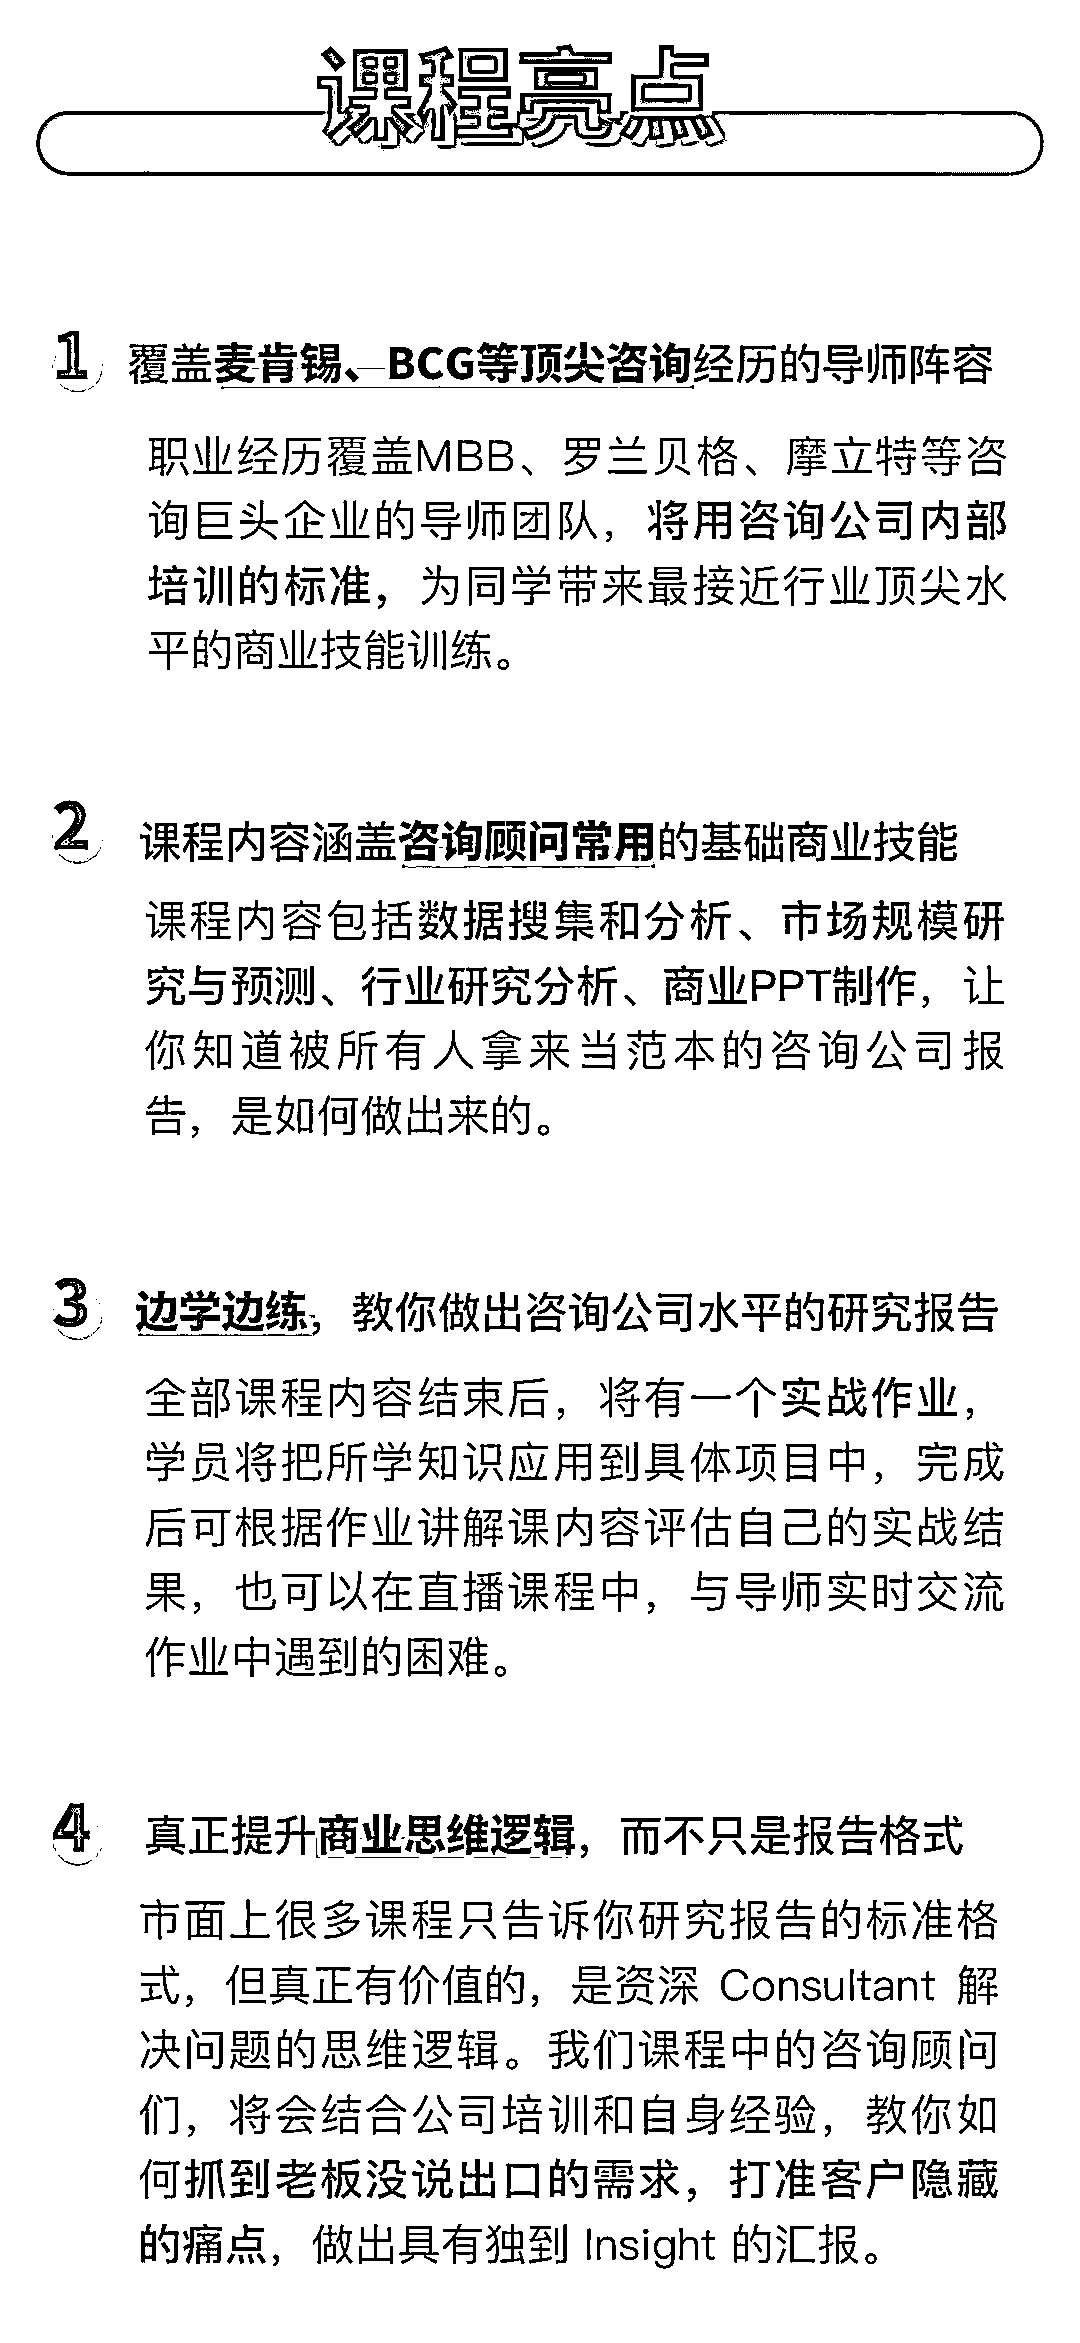 课程亮点
1 覆盖麦肯锡、BCG等顶尖咨询经历的导师阵容
职业经历覆盖MBB、罗兰贝格、摩立特等咨
询巨头企业的导师团队，将用咨询公司内部
培训的标准，为同学带来最接近行业顶尖水
平的商业技能训练。
2 课程内容涵盖咨询顾问常用的基础商业技能
课程内容包括数据搜集和分析、市场规模研
究与预测、行业研究分析、商业PPT制作，让
你知道被所有人拿来当范本的咨询公司报
告，是如何做出来的。
3 边学边练，教你做出咨询公司水平的研究报告
全部课程内容结束后，将有一个实战作业，
学员将把所学知识应用到具体项目中，完成
后可根据作业讲解课内容评估自己的实战结
果，也可以在直播课程中，与导师实时交流
作业中遇到的困难。
4 真正提升商业思维逻辑，而不只是报告格式
市面上很多课程只告诉你研究报告的标准格
式，但真正有价值的，是资深 Consultant 解
决问题的思维逻辑。我们课程中的咨询顾问
们，将会结合公司培训和自身经验，教你如
何抓到老板没说出口的需求，打准客户隐藏
的痛点，做出具有独到 Insight 的汇报。